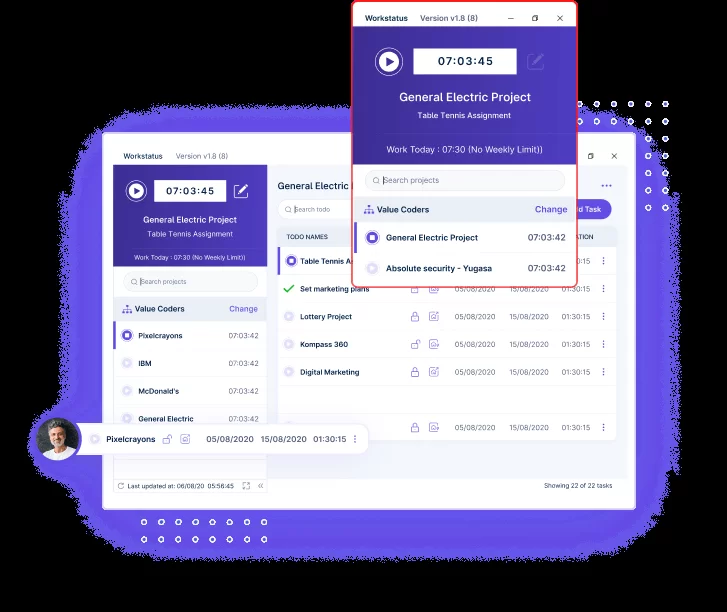 Workstatus Version v1.8 (8)
07:03:45
General Electric Project
Table Tennis Assignment
Work Today : 07:30 (No Weekly Limit))
Search projects
Value Coders Change
General Electric Project 07:03:42
Absolute security - Yugasa 07:03:42
Workstatus Version v1.8 (8)
07:03:45
General Electric Project
Table Tennis Assignment
Work Today : 07:30 (No Weekly Limit))
Search projects
Value Coders Change
Pixelcrayons 07:03:42
IBM 07:03:42
McDonald's 07:03:42
General Electric 07:03:42
Last updated at: 06/08/20 05:56:45
General Electric
Search todo
Task
TODO NAMES
Table Tennis 30:15
Set marketing plans 15/08/2020 15/08/2020 01:30:15
Lottery Project 05/08/2020 15/08/2020 01:30:15
Kompass 360 05/08/2020 15/08/2020 01:30:15
Digital Marketing 05/08/2020 15/08/2020 01:30:15
05/08/2020 15/08/2020 01:30:15
Pixelcrayons 05/08/2020 15/08/2020 01:30:15
Showing 22 of 22 tasks